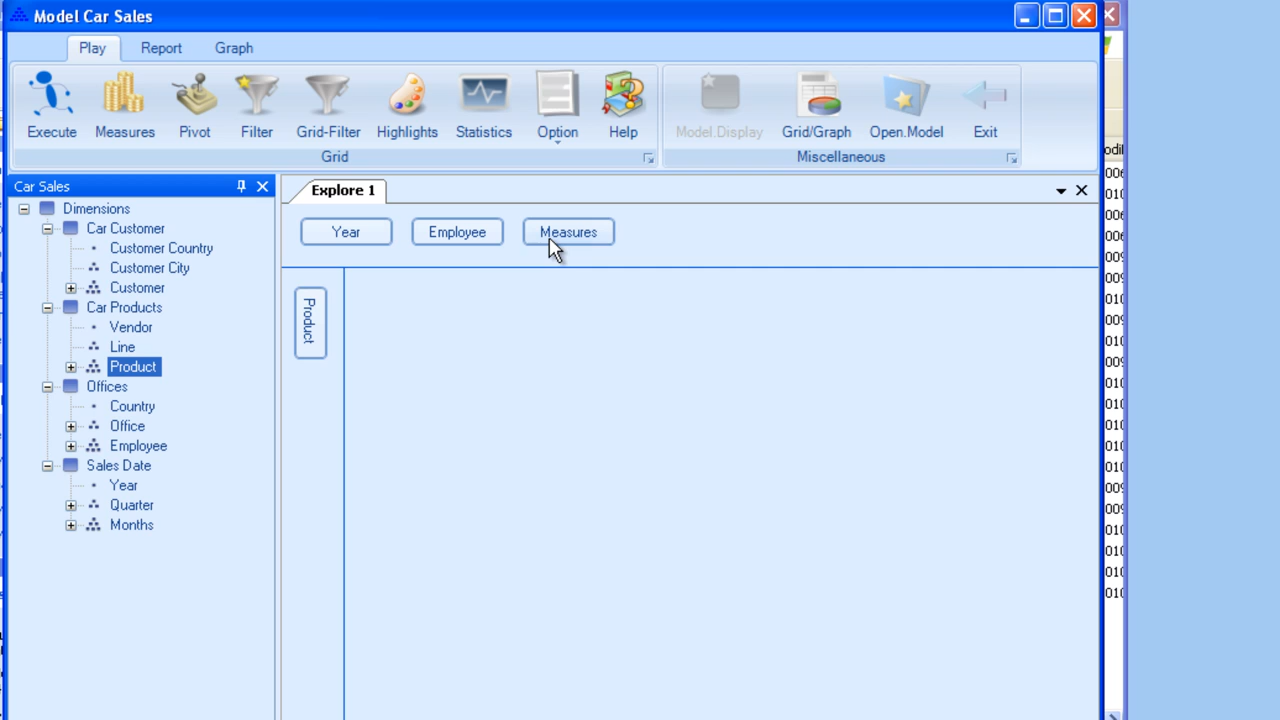 Model Car Sales
Play Report Graph
Execute Measures Pivot Filter Grid-Filter Highlights Statistics Option Help Model.Display Grid/Graph Open.Model Exit
Grid Miscellaneous
Car Sales
Dimensions
Car Customer
Customer Country
Customer City
Customer
Car Products
Vendor
Line
Product
Offices
Country
Office
Employee
Sales Date
Year
Quarter
Months
Explore 1
Year Employee Measures
Product